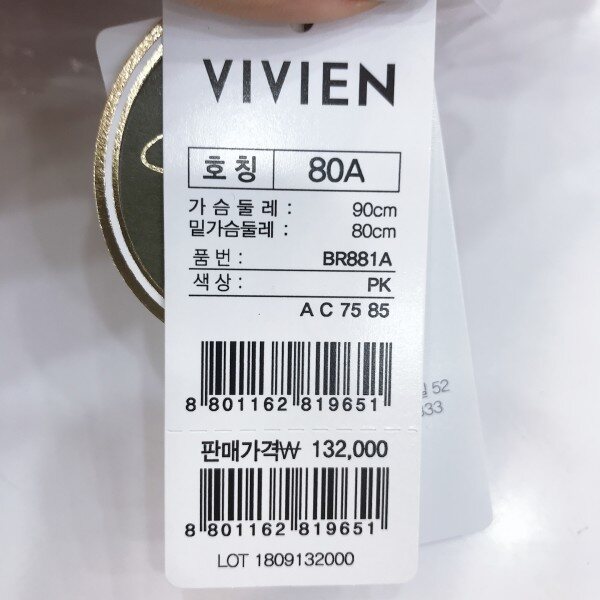 VIVIEN
호칭 80A
가슴둘레 : 90cm
밑가슴둘레 : 80cm
품번 : BR881A
색상 : PK
A C 75 85
8 801162 819651
판매가격₩ 132,000
8 801162 819651
LOT 1809132000
52